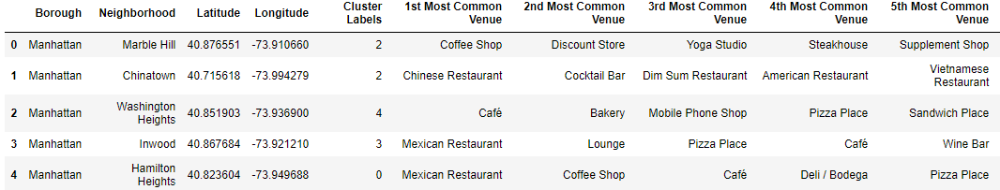 Borough Neighborhood Latitude Longitude Cluster Labels 1st Most Common Venue 2nd Most Common Venue 3rd Most Common Venue 4th Most Common Venue 5th Most Common Venue
0 Manhattan Marble Hill 40.876551 -73.910660 2 Coffee Shop Discount Store Yoga Studio Steakhouse Supplement Shop
1 Manhattan Chinatown 40.715618 -73.994279 2 Chinese Restaurant Cocktail Bar Dim Sum Restaurant American Restaurant Vietnamese Restaurant
2 Manhattan Washington Heights 40.851903 -73.936900 4 Café Bakery Mobile Phone Shop Pizza Place Sandwich Place
3 Manhattan Inwood 40.867684 -73.921210 3 Mexican Restaurant Lounge Pizza Place Café Wine Bar
4 Manhattan Hamilton Heights 40.823604 -73.949688 0 Mexican Restaurant Coffee Shop Café Deli / Bodega Pizza Place